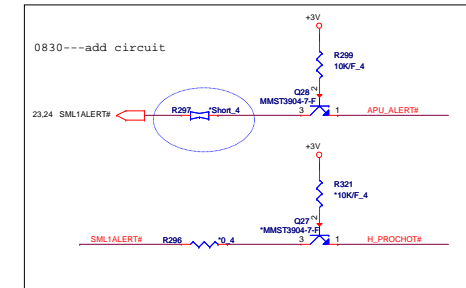 +3V
0830---add circuit
R299
10K/F_4
Q28
MMST3904-7-F
2
23,24 SML1ALERT#
R297
*Short_4
3
1
APU_ALERT#
+3V
R321
*10K/F_4
Q27
*MMST3904-7-F
2
SML1ALERT#
R296
*0_4
3
1
H_PROCHOT#